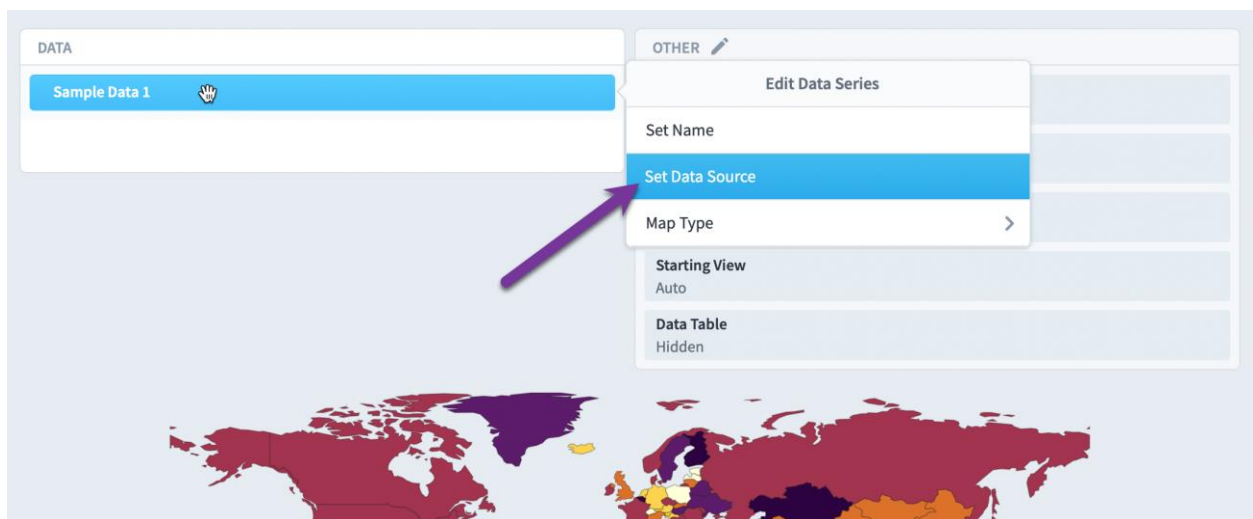 DATA
Sample Data 1
OTHER
Edit Data Series
Set Name
Set Data Source
Map Type
Starting View
Auto
Data Table
Hidden